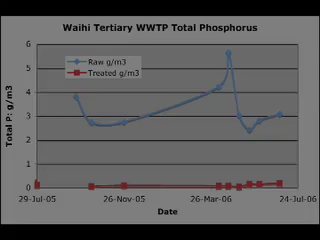 Waihi Tertiary WWTP Total Phosphorus
6
5
4
3
2
1
0
Total P: g/m3
Raw g/m3
Treated g/m3
29-Jul-05 26-Nov-05 26-Mar-06 24-Jul-06
Date